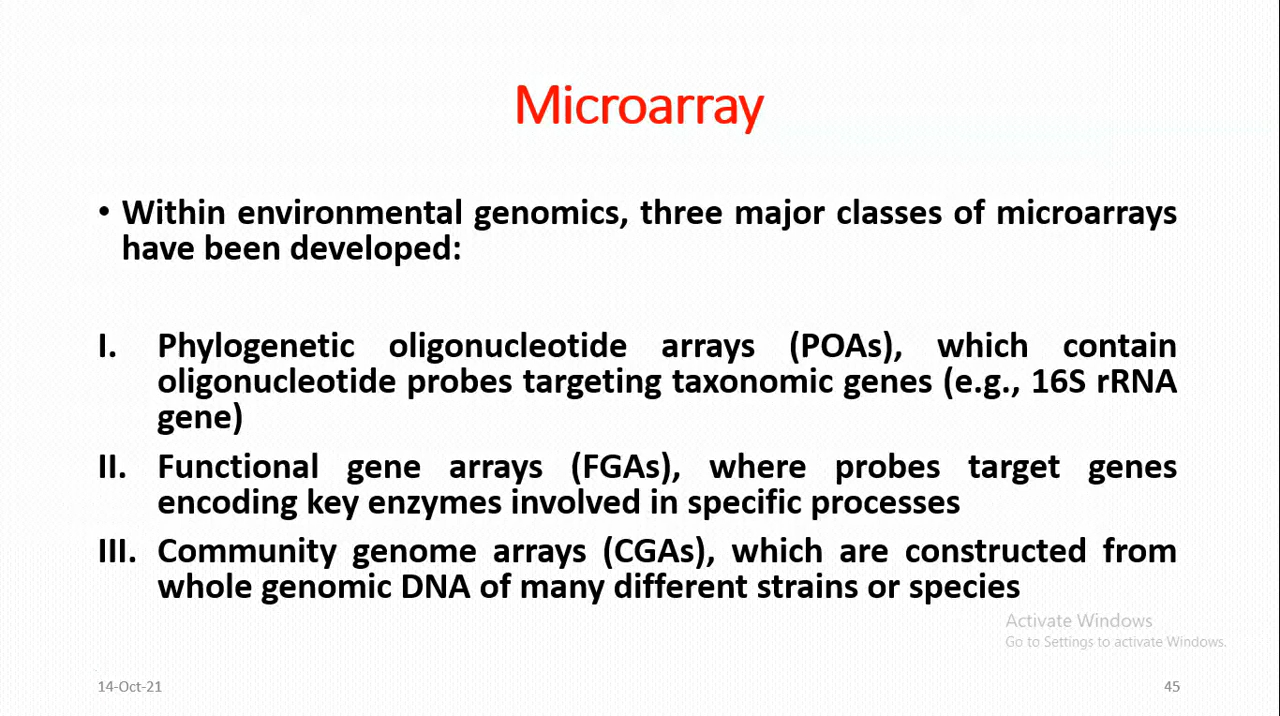 Microarray
• Within environmental genomics, three major classes of microarrays
have been developed:
I. Phylogenetic oligonucleotide arrays (POAs), which contain
oligonucleotide probes targeting taxonomic genes (e.g., 16S rRNA
gene)
II. Functional gene arrays (FGAs), where probes target genes
encoding key enzymes involved in specific processes
III. Community genome arrays (CGAs), which are constructed from
whole genomic DNA of many different strains or species
Activate Windows
Go to Settings to activate Windows.
14-Oct-21 45